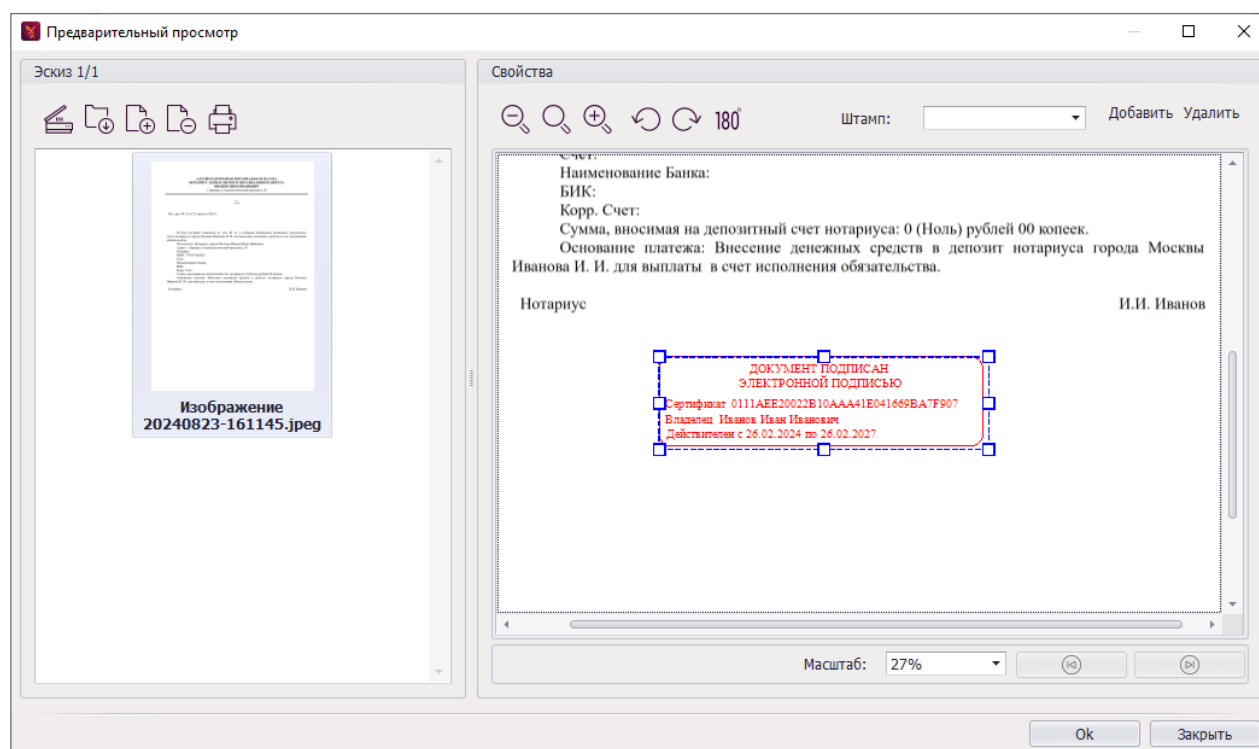 Предварительный просмотр
Эскиз 1/1
Изображение
20240823-161145.jpeg
Свойства
180°
Штамп:
Добавить Удалить
Счет:
Наименование Банка:
БИК:
Корр. Счет:
Сумма, вносимая на депозитный счет нотариуса: 0 (Ноль) рублей 00 копеек.
Основание платежа: Внесение денежных средств в депозит нотариуса города Москвы
Иванова И. И. для выплаты в счет исполнения обязательства.
Нотариус И.И. Иванов
ДОКУМЕНТ ПОДПИСАН
ЭЛЕКТРОННОЙ ПОДПИСЬЮ
Сертификат 0111AEE20022B10AAA41E041669BA7F907
Владелец Иванов Иван Иванович
Действителен с 26.02.2024 по 26.02.2027
Масштаб: 27%
Ok Закрыть